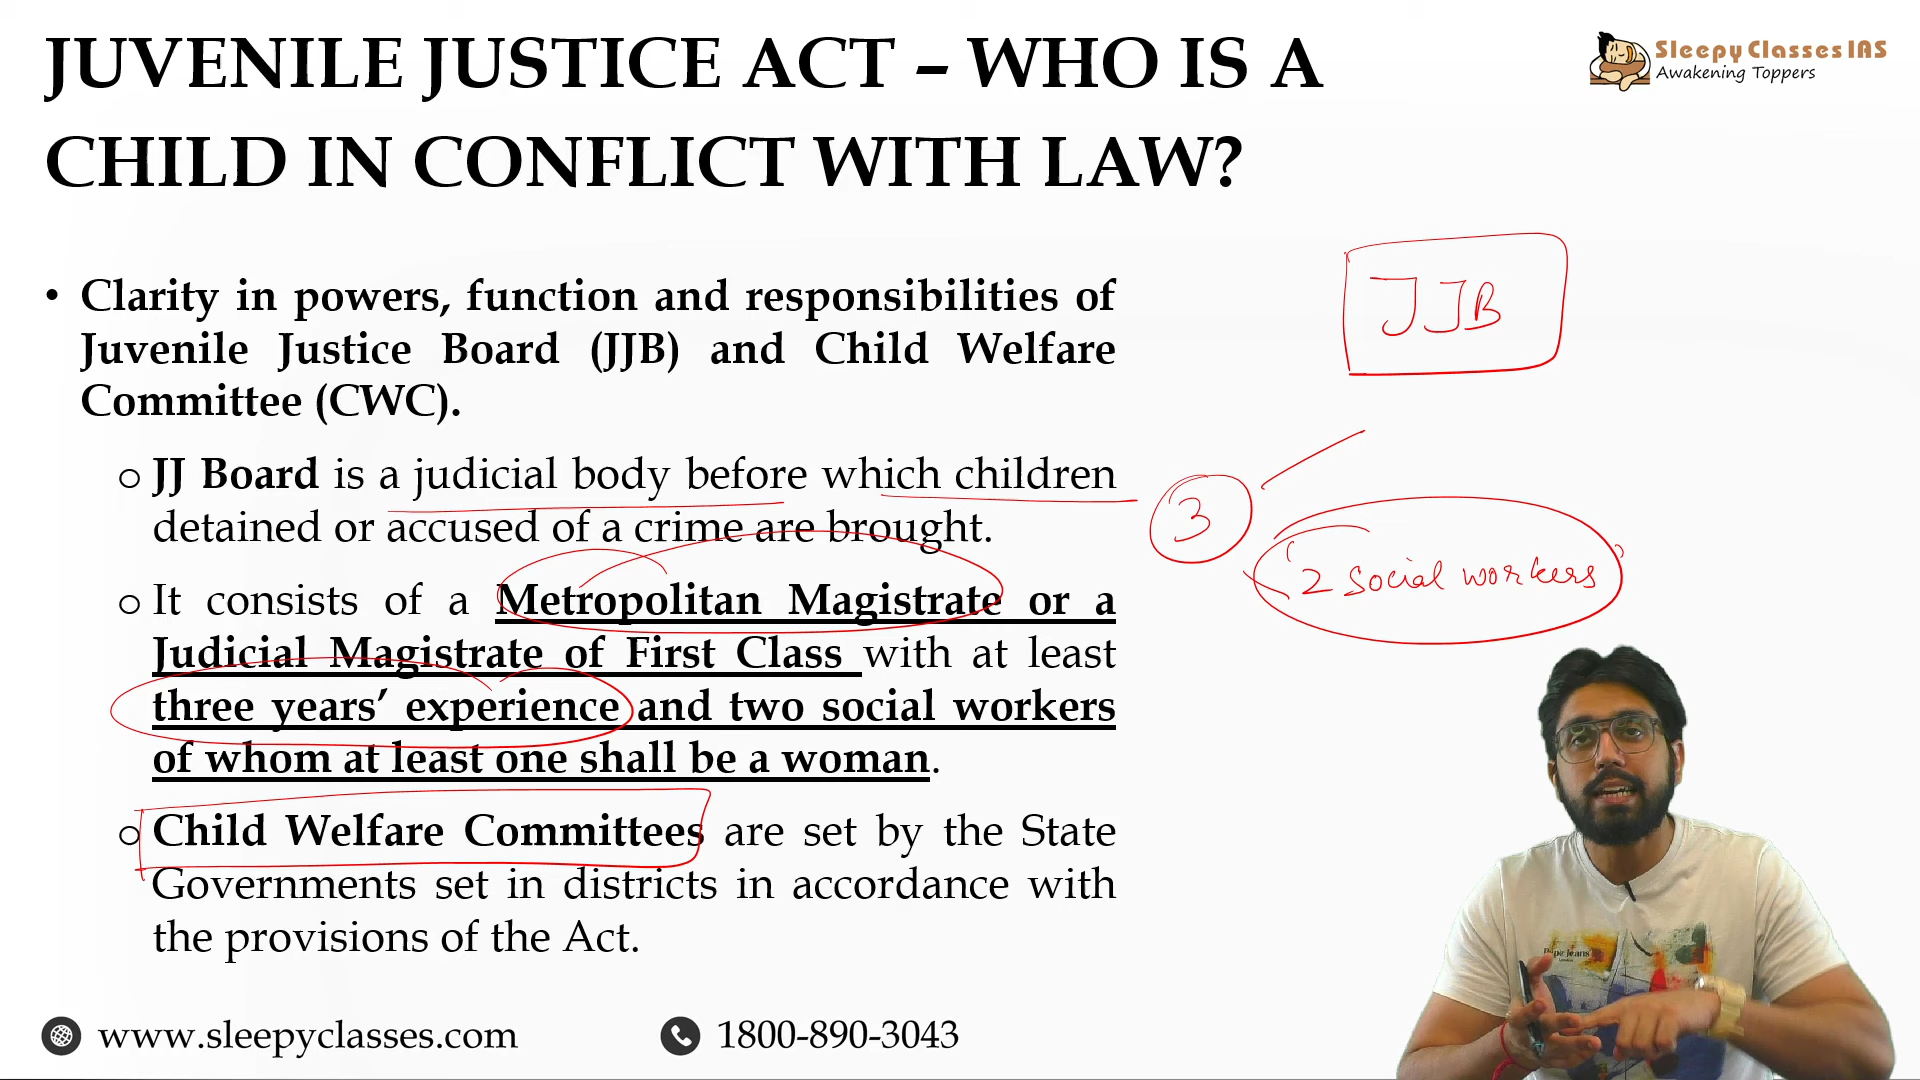 JUVENILE JUSTICE ACT – WHO IS A
CHILD IN CONFLICT WITH LAW?
Sleepy Classes IAS
Awakening Toppers
• Clarity in powers, function and responsibilities of
Juvenile Justice Board (JJB) and Child Welfare
Committee (CWC).
o JJ Board is a judicial body before which children
detained or accused of a crime are brought.
o It consists of a Metropolitan Magistrate or a
Judicial Magistrate of First Class with at least
three years’ experience and two social workers
of whom at least one shall be a woman.
o Child Welfare Committees are set by the State
Governments set in districts in accordance with
the provisions of the Act.
JJB
3
2 Social workers
Pepe Jeans
www.sleepyclasses.com
1800-890-3043